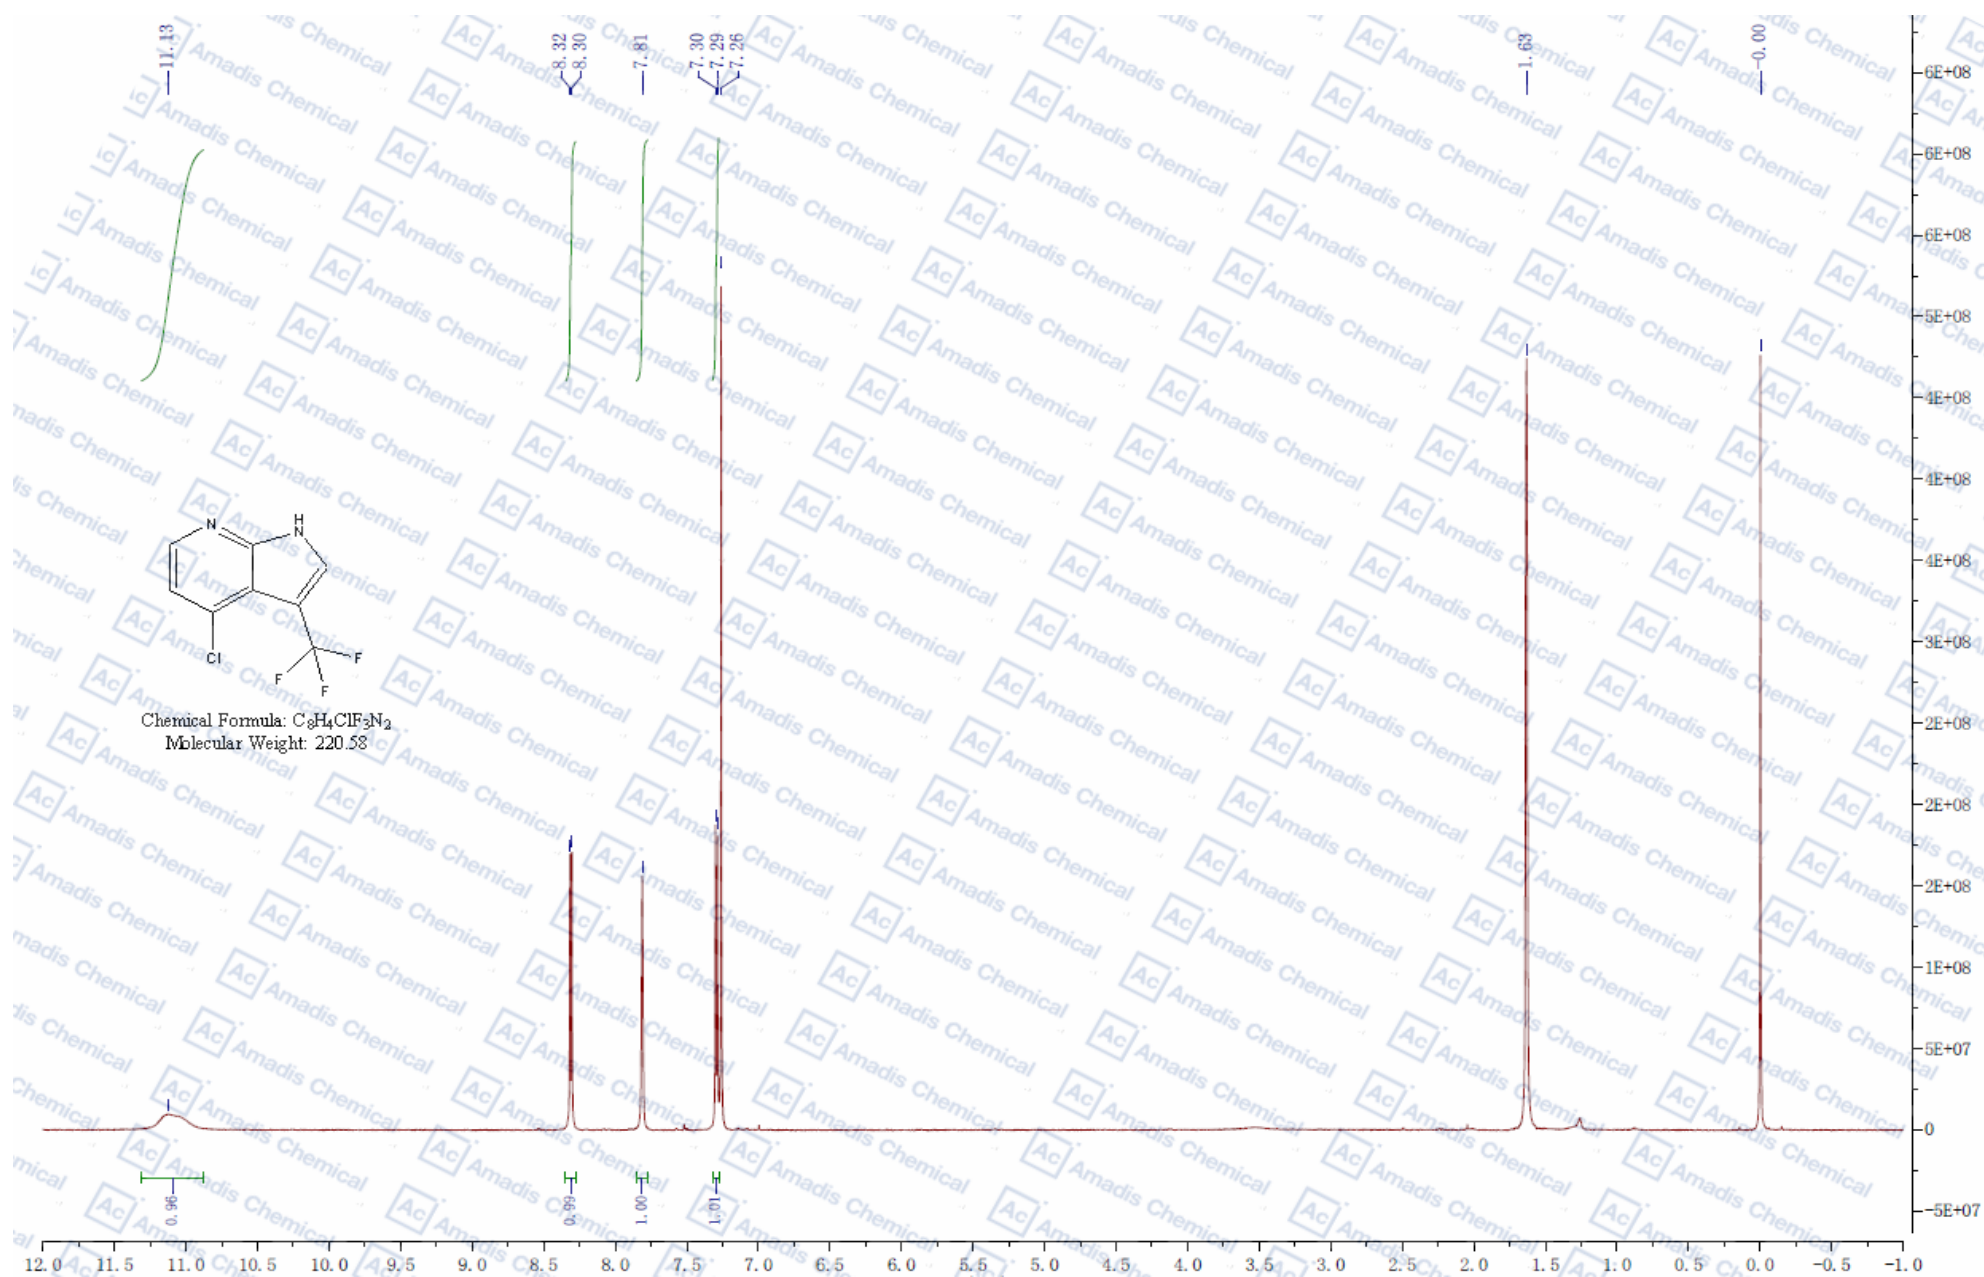 11.13
8.32
8.30
7.81
7.30
7.29
7.26
1.63
-0.00
6E+08
6E+08
6E+08
5E+08
4E+08
4E+08
4E+08
3E+08
2E+08
2E+08
2E+08
1E+08
5E+07
0
-5E+07
N
H
N
Cl
F
F
F
Chemical Formula: C₈H₄ClF₃N₂
Molecular Weight: 220.58
0.96
0.99
1.00
1.01
12.0 11.5 11.0 10.5 10.0 9.5 9.0 8.5 8.0 7.5 7.0 6.5 6.0 5.5 5.0 4.5 4.0 3.5 3.0 2.5 2.0 1.5 1.0 0.5 0.0 -0.5 -1.0
Ac Amadis Chemical